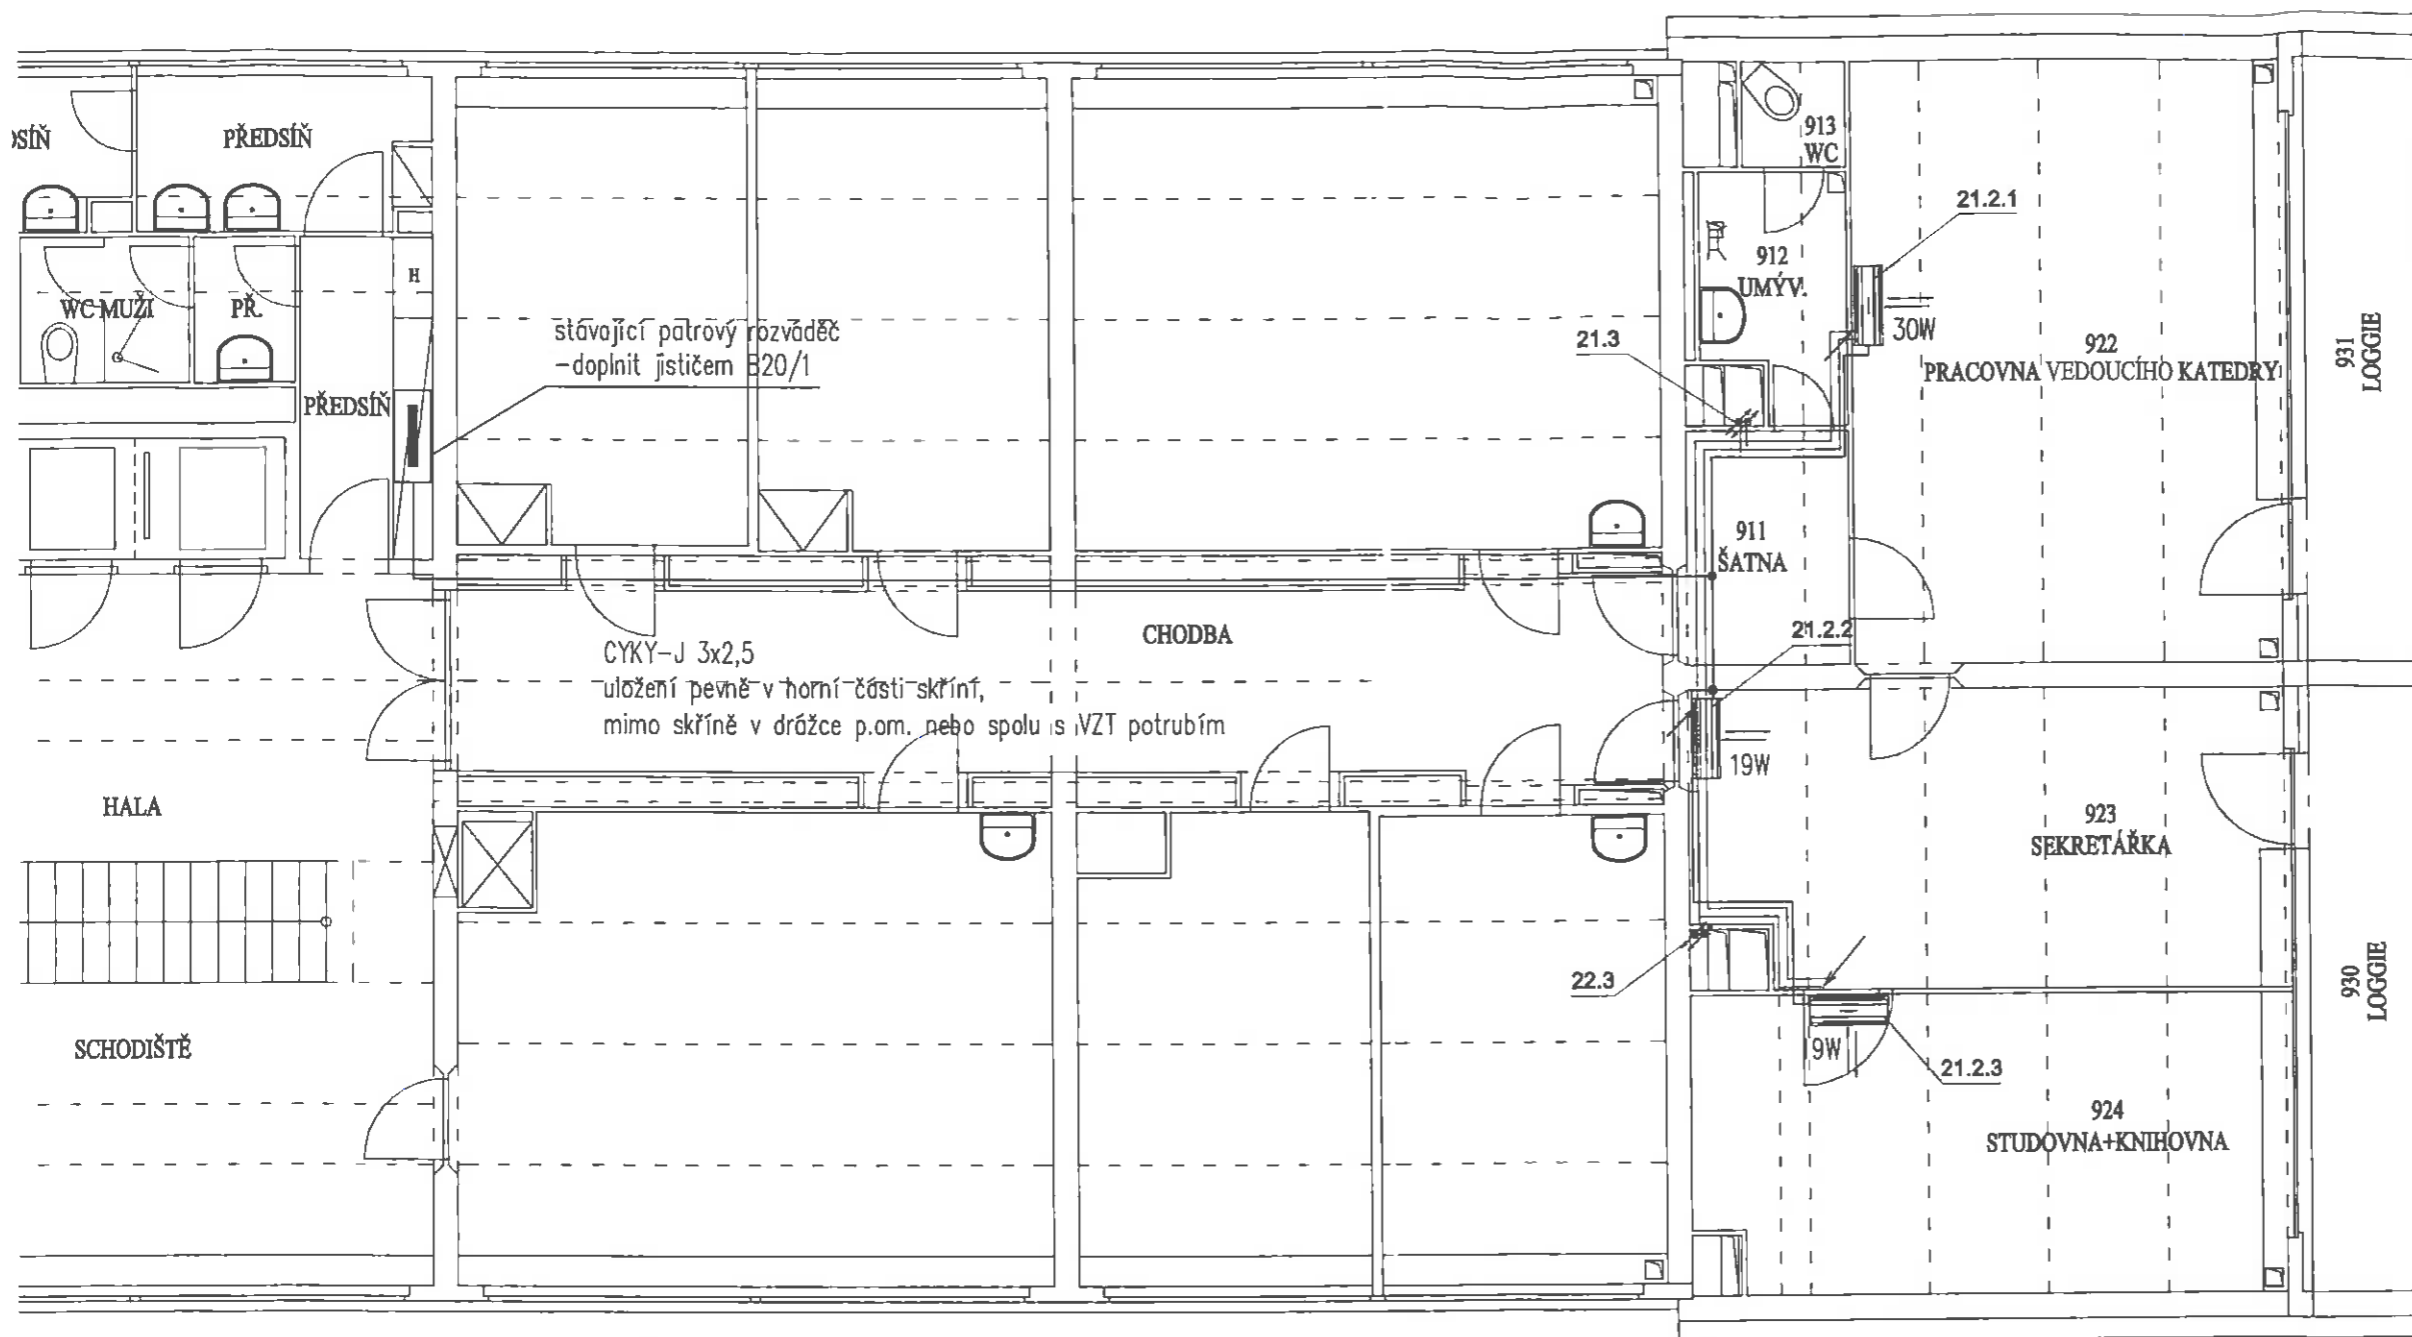 PŘEDSÍŇ
913
WC
21.2.1
912
UMÝV.
H
WC MUŽI
PŘ.
stávající patrový rozváděč
-doplnit jističem B20/1
21.3
30W
922
PRACOVNA VEDOUCÍHO KATEDRY
931
LOGGIE
PŘEDSÍŇ
911
ŠATNA
CHODBA
21.2.2
CYKY-J 3x2,5
uložení pevně v horní části skříní,
mimo skříně v drážce p.om. nebo spolu s VZT potrubím
19W
HALA
923
SEKRETÁŘKA
22.3
930
LOGGIE
SCHODIŠTĚ
21.2.3
924
STUDOVNA+KNIHOVNA